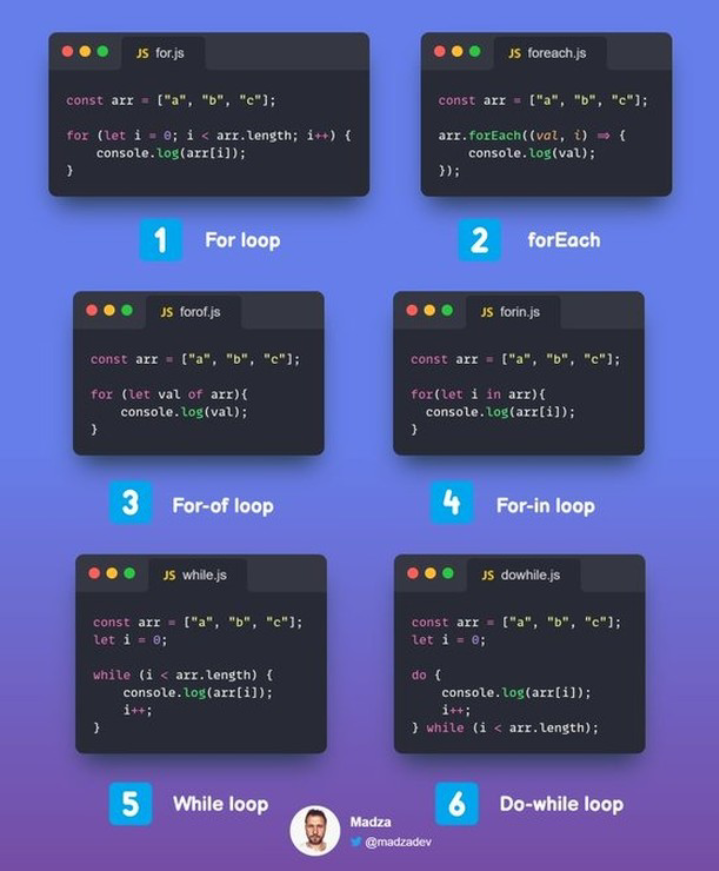 JS for.js
const arr = ["a", "b", "c"];
for (let i = 0; i < arr.length; i++) {
    console.log(arr[i]);
}
1 For loop
JS foreach.js
const arr = ["a", "b", "c"];
arr.forEach((val, i) => {
    console.log(val);
});
2 forEach
JS forof.js
const arr = ["a", "b", "c"];
for (let val of arr){
    console.log(val);
}
3 For-of loop
JS forin.js
const arr = ["a", "b", "c"];
for(let i in arr){
  console.log(arr[i]);
}
4 For-in loop
JS while.js
const arr = ["a", "b", "c"];
let i = 0;
while (i < arr.length) {
    console.log(arr[i]);
    i++;
}
5 While loop
JS dowhile.js
const arr = ["a", "b", "c"];
let i = 0;
do {
    console.log(arr[i]);
    i++;
} while (i < arr.length);
6 Do-while loop
Madza
@madzadev